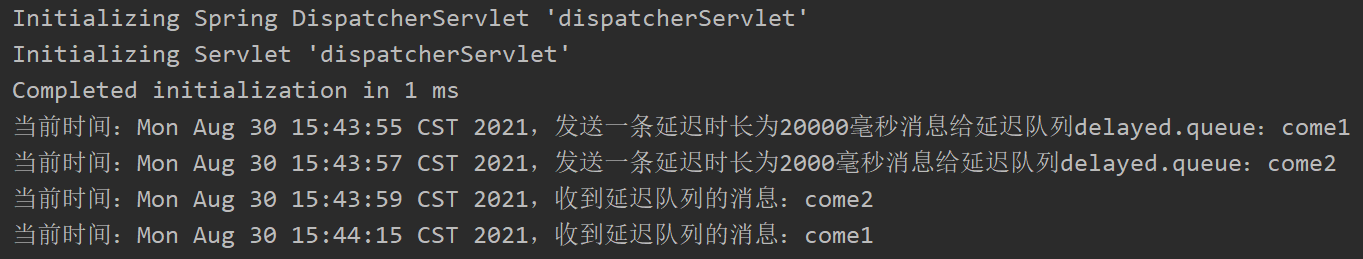 Initializing Spring DispatcherServlet 'dispatcherServlet'
Initializing Servlet 'dispatcherServlet'
Completed initialization in 1 ms
当前时间：Mon Aug 30 15:43:55 CST 2021，发送一条延迟时长为20000毫秒消息给延迟队列delayed.queue：come1
当前时间：Mon Aug 30 15:43:57 CST 2021，发送一条延迟时长为2000毫秒消息给延迟队列delayed.queue：come2
当前时间：Mon Aug 30 15:43:59 CST 2021，收到延迟队列的消息：come2
当前时间：Mon Aug 30 15:44:15 CST 2021，收到延迟队列的消息：come1